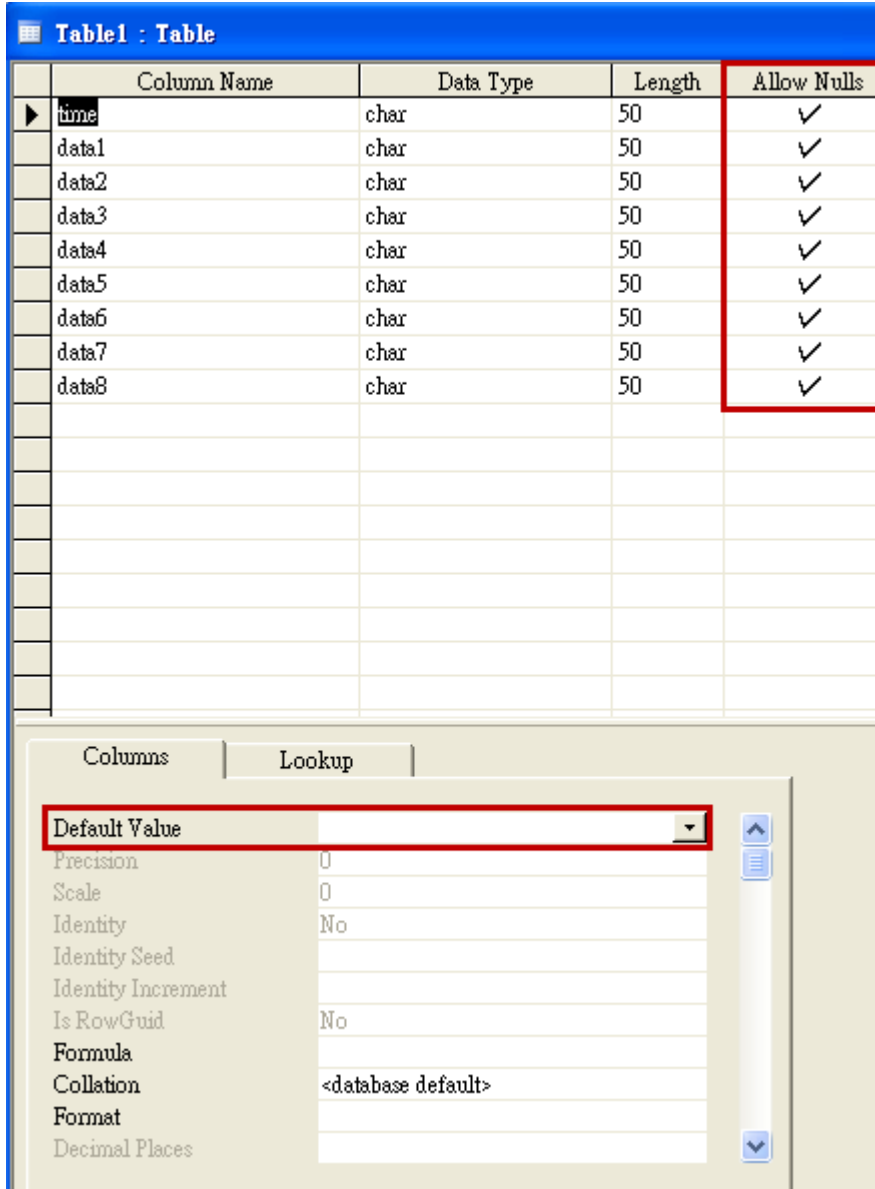 Table1 : Table
Column Name Data Type Length Allow Nulls
time char 50
data1 char 50
data2 char 50
data3 char 50
data4 char 50
data5 char 50
data6 char 50
data7 char 50
data8 char 50
Columns Lookup
Default Value
Precision 0
Scale 0
Identity No
Identity Seed
Identity Increment
Is RowGuid No
Formula
Collation <database default>
Format
Decimal Places